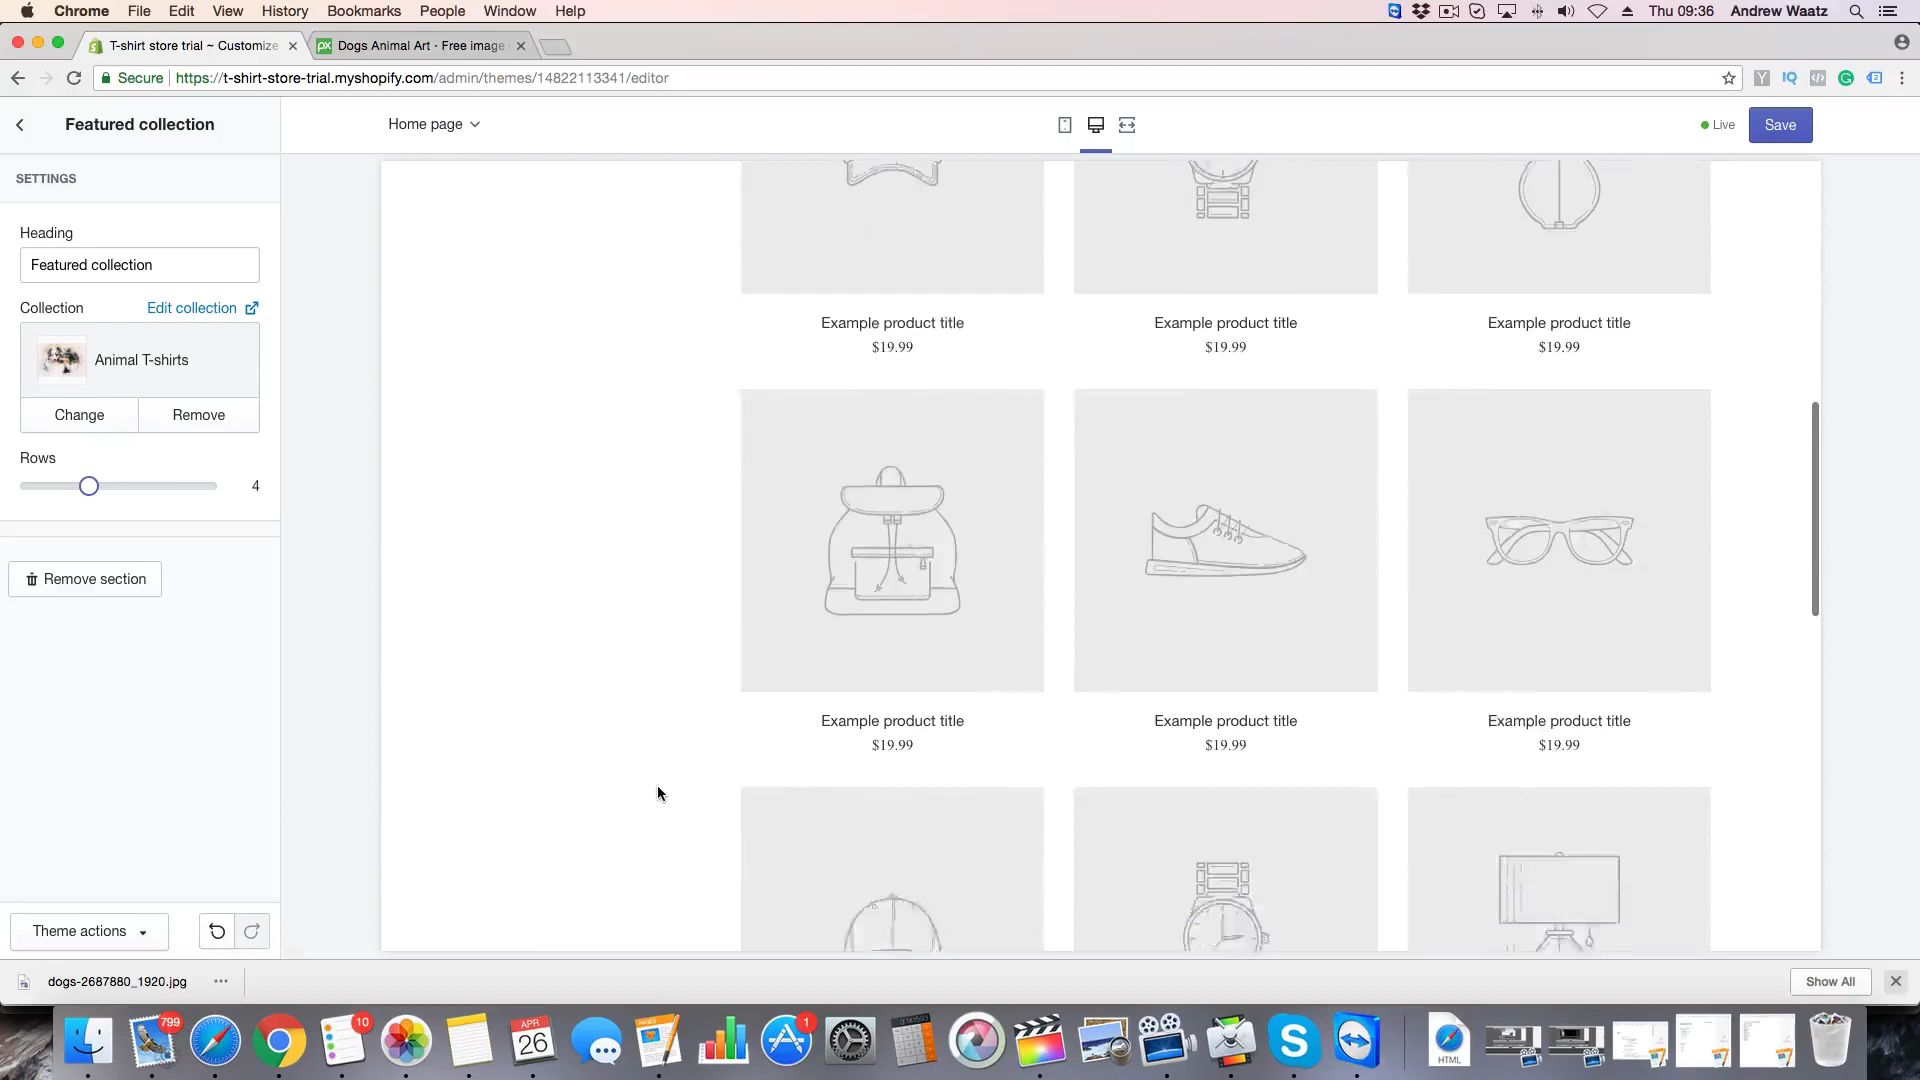 Chrome File Edit View History Bookmarks People Window Help Thu 09:36 Andrew Waatz
T-shirt store trial ~ Customize Dogs Animal Art · Free image
Secure https://t-shirt-store-trial.myshopify.com/admin/themes/14822113341/editor
Featured collection Home page Live Save
SETTINGS
Heading
Featured collection
Collection Edit collection
Animal T-shirts
Change Remove
Rows
4
Remove section
Example product title Example product title Example product title
$19.99 $19.99 $19.99
Example product title Example product title Example product title
$19.99 $19.99 $19.99
Theme actions
dogs-2687880_1920.jpg Show All
799 10 APR 26 PAGES 1 HTML